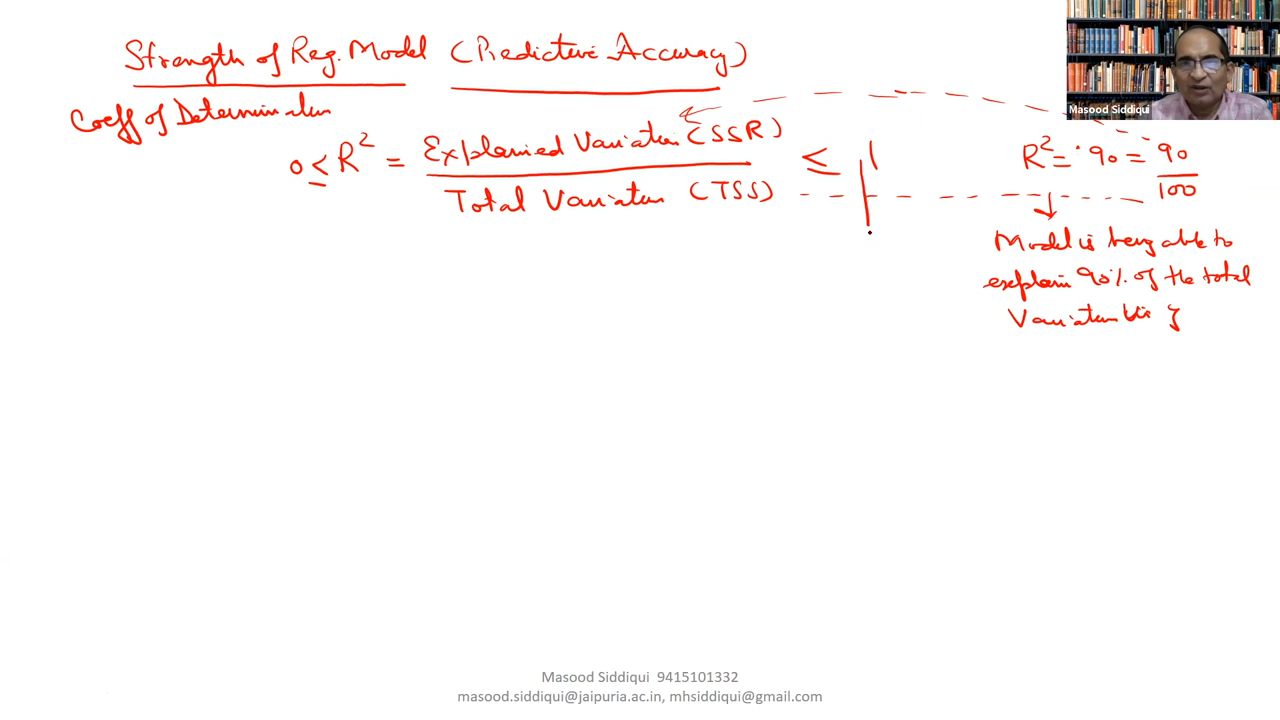 Strength of Reg. Model (Predictive Accuracy)
Coeff of Determination
0 ≤ R² = Explained Variation (SSR) / Total Variation (TSS) ≤ 1
R² = .90 = 90/100
Model is being able to
explain 90% of the total
Variation in Y
Masood Siddiqui
Masood Siddiqui 9415101332
masood.siddiqui@jaipuria.ac.in, mhsiddiqui@gmail.com